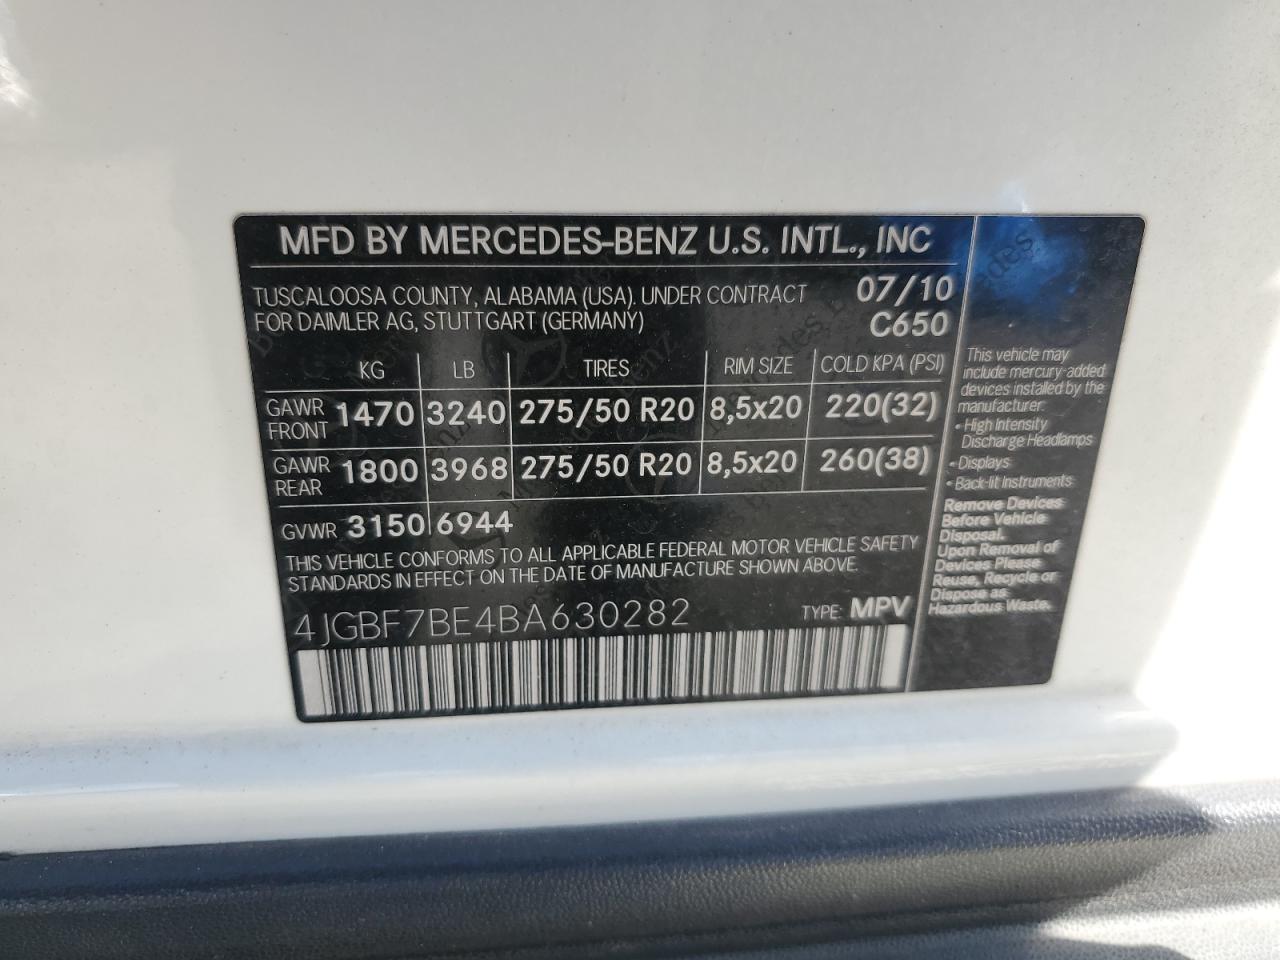 MFD BY MERCEDES-BENZ U.S. INTL., INC
TUSCALOOSA COUNTY, ALABAMA (USA). UNDER CONTRACT
FOR DAIMLER AG, STUTTGART (GERMANY)
07/10
C650
KG LB TIRES RIM SIZE COLD KPA (PSI)
GAWR FRONT 1470 3240 275/50 R20 8,5x20 220(32)
GAWR REAR 1800 3968 275/50 R20 8,5x20 260(38)
GVWR 3150 6944
THIS VEHICLE CONFORMS TO ALL APPLICABLE FEDERAL MOTOR VEHICLE SAFETY
STANDARDS IN EFFECT ON THE DATE OF MANUFACTURE SHOWN ABOVE.
4JGBF7BE4BA630282 TYPE: MPV
This vehicle may
include mercury-added
devices installed by the
manufacturer:
• High Intensity
Discharge Headlamps
• Displays
• Back-lit Instruments
Remove Devices
Before Vehicle
Disposal.
Upon Removal of
Devices Please
Reuse, Recycle or
Dispose as
Hazardous Waste.